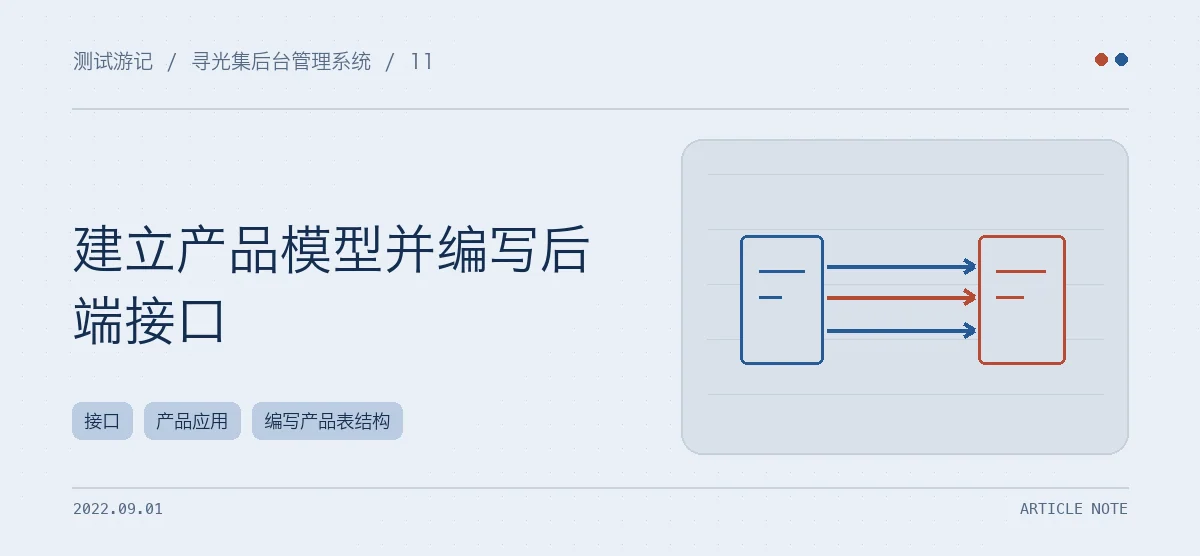 测试游记 / 寻光集后台管理系统 / 11
建立产品模型并编写后
端接口
接口 产品应用 编写产品表结构
2022.09.01 ARTICLE NOTE